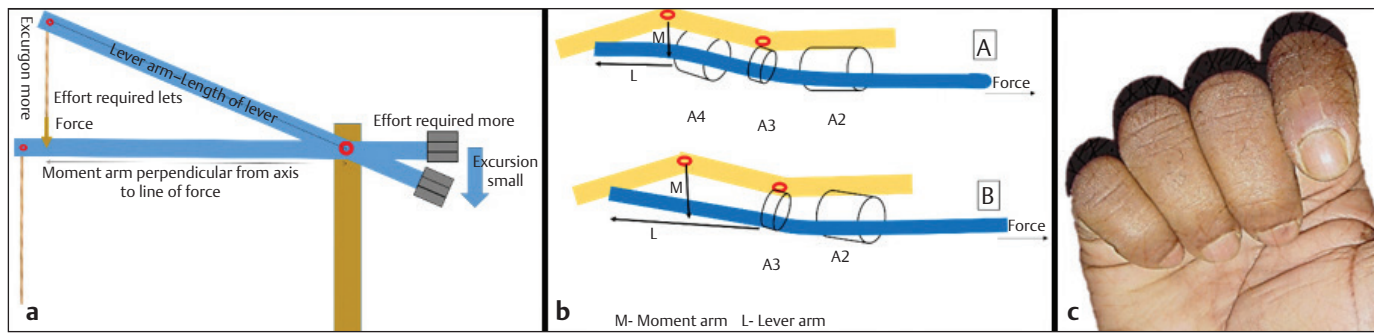 Excurgon more
Lever arm–Length of lever
Effort required lets
Force
Effort required more
Moment arm perpendicular from axis
to line of force
Excursion
small
a
M
A
L
Force
A4
A3
A2
M
B
L
Force
A3
A2
b
M- Moment arm L- Lever arm
c